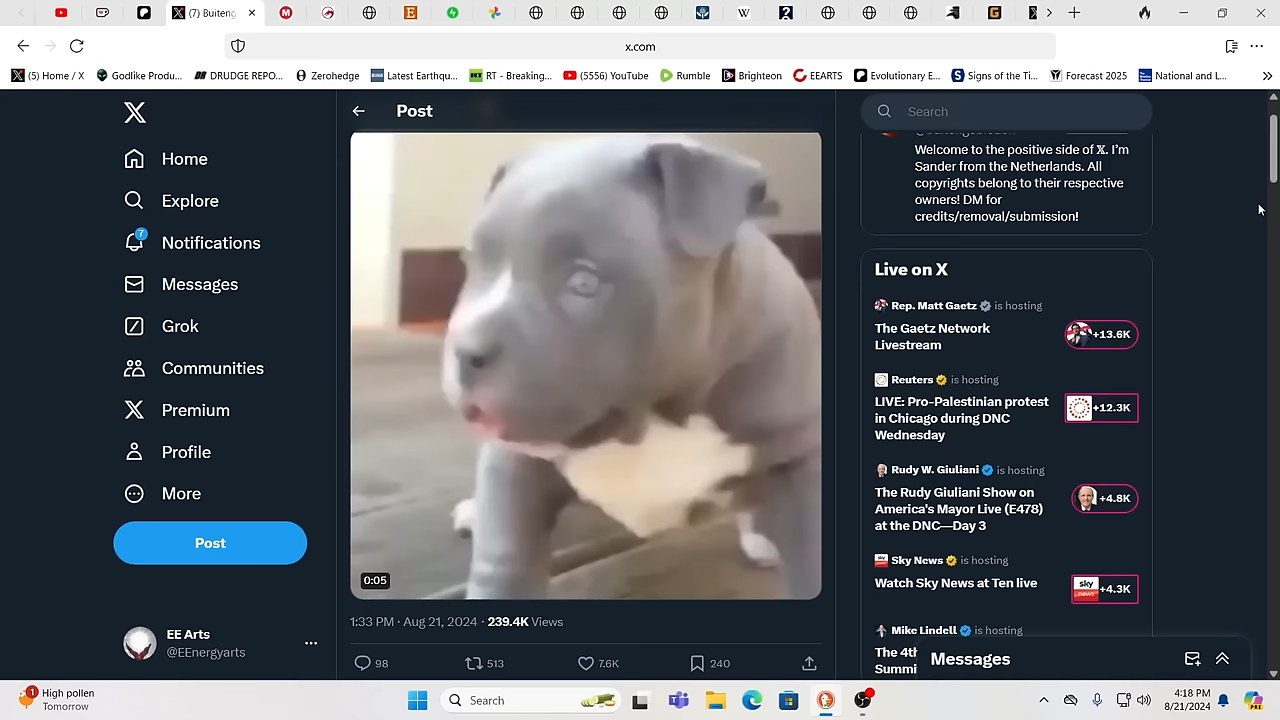 (7) Buiteng
x.com
(5) Home / X
Godlike Produ...
DRUDGE REPO...
Zerohedge
Latest Earthqu...
RT - Breaking...
(5556) YouTube
Rumble
Brighteon
EEARTS
Evolutionary E...
Signs of the Ti...
Forecast 2025
National and L...
Home
Explore
7
Notifications
Messages
Grok
Communities
Premium
Profile
More
Post
EE Arts
@EEnergyarts
Post
0:05
1:33 PM · Aug 21, 2024 · 239.4K Views
98
513
7.6K
240
Search
Welcome to the positive side of 𝕏. I'm
Sander from the Netherlands. All
copyrights belong to their respective
owners! DM for
credits/removal/submission!
Live on X
Rep. Matt Gaetz is hosting
The Gaetz Network
Livestream
+13.6K
Reuters is hosting
LIVE: Pro-Palestinian protest
in Chicago during DNC
Wednesday
+12.3K
Rudy W. Giuliani is hosting
The Rudy Giuliani Show on
America's Mayor Live (E478)
at the DNC—Day 3
+4.8K
Sky News is hosting
Watch Sky News at Ten live
sky news
+4.3K
Mike Lindell is hosting
The 4th
Summi
Messages
1
High pollen
Tomorrow
Search
4:18 PM
8/21/2024